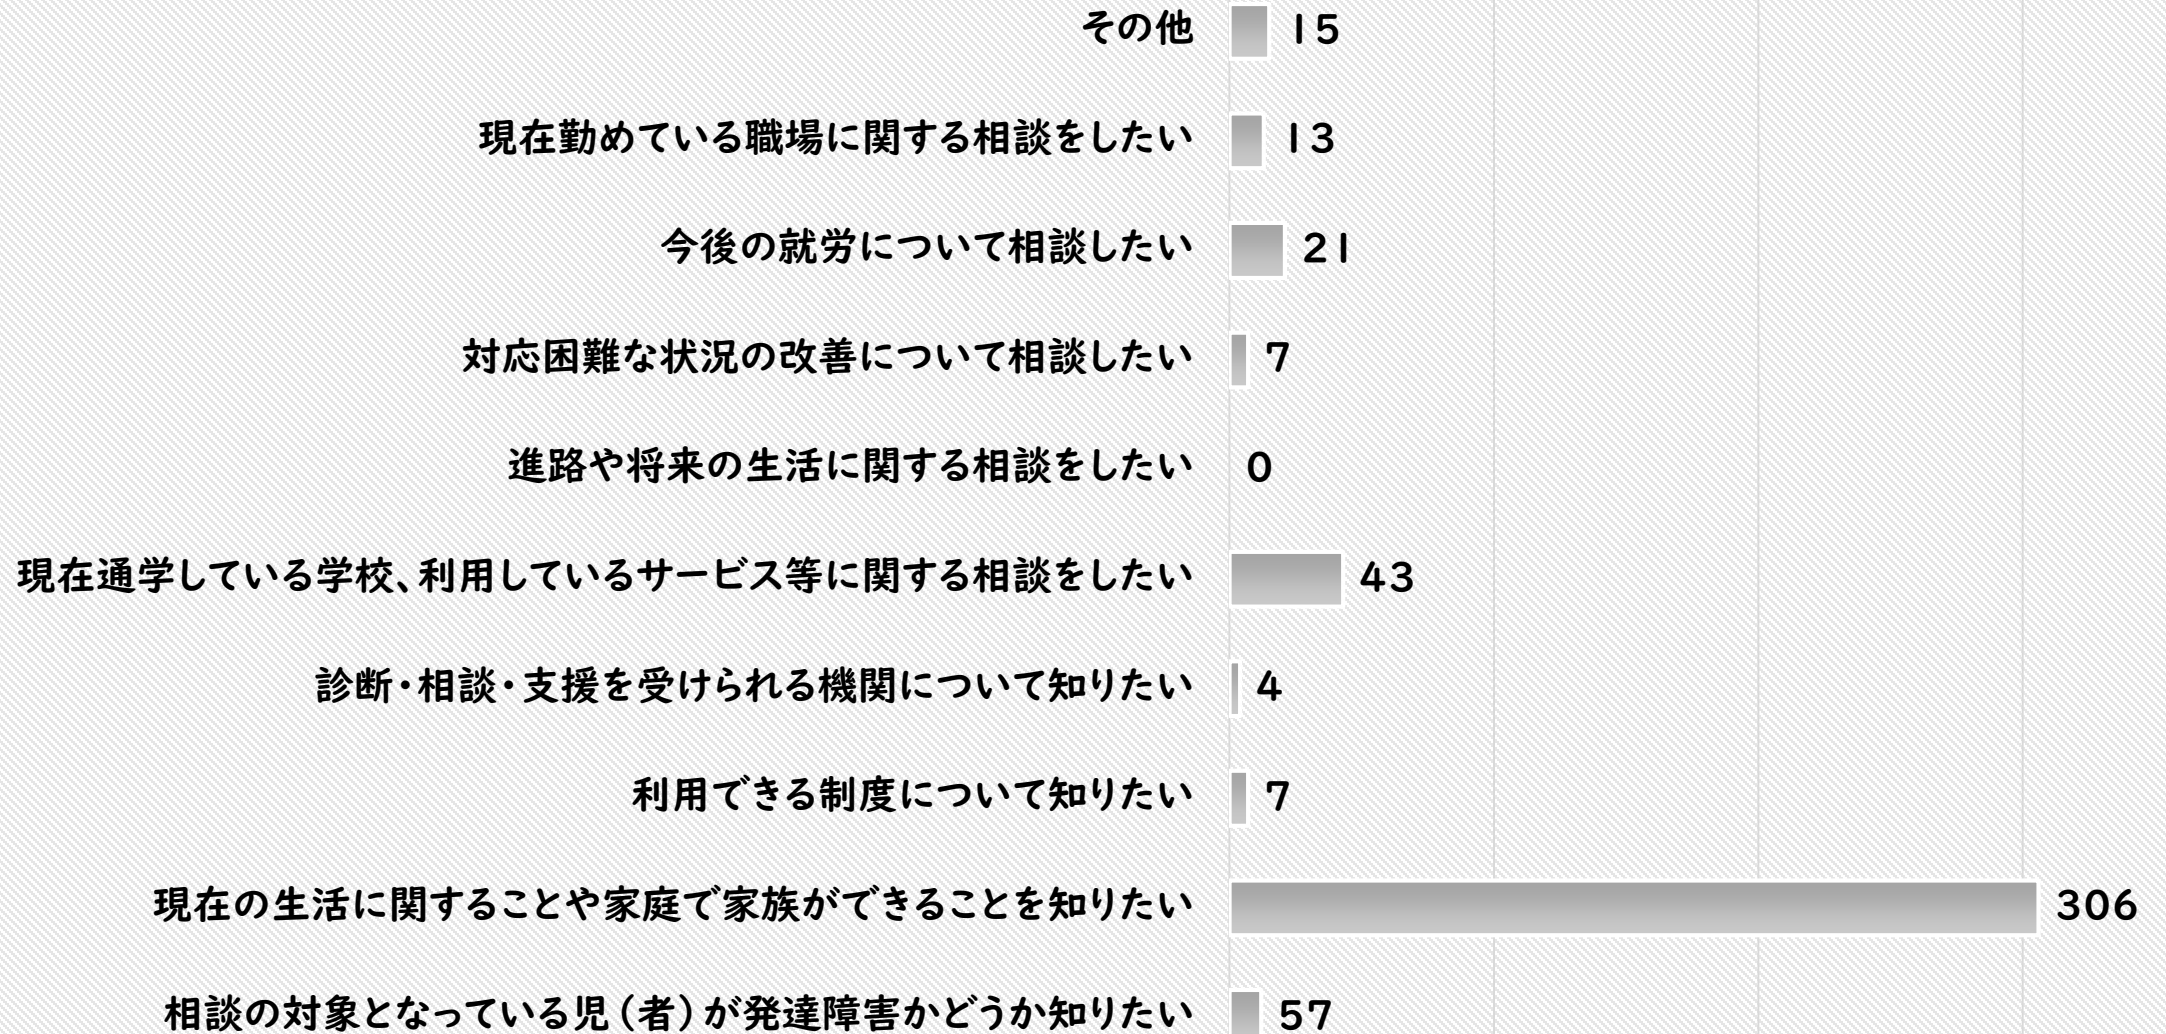 その他 15
現在勤めている職場に関する相談をしたい 13
今後の就労について相談したい 21
対応困難な状況の改善について相談したい 7
進路や将来の生活に関する相談をしたい 0
現在通学している学校、利用しているサービス等に関する相談をしたい 43
診断・相談・支援を受けられる機関について知りたい 4
利用できる制度について知りたい 7
現在の生活に関することや家庭で家族ができることを知りたい 306
相談の対象となっている児(者)が発達障害かどうか知りたい 57